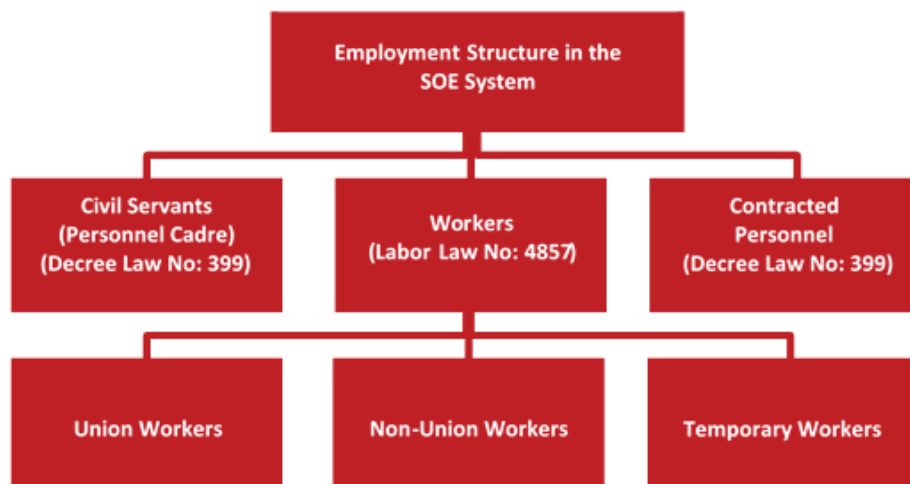 Employment Structure in the
SOE System
Civil Servants
(Personnel Cadre)
(Decree Law No: 399)
Workers
(Labor Law No: 4857)
Contracted
Personnel
(Decree Law No: 399)
Union Workers
Non-Union Workers
Temporary Workers